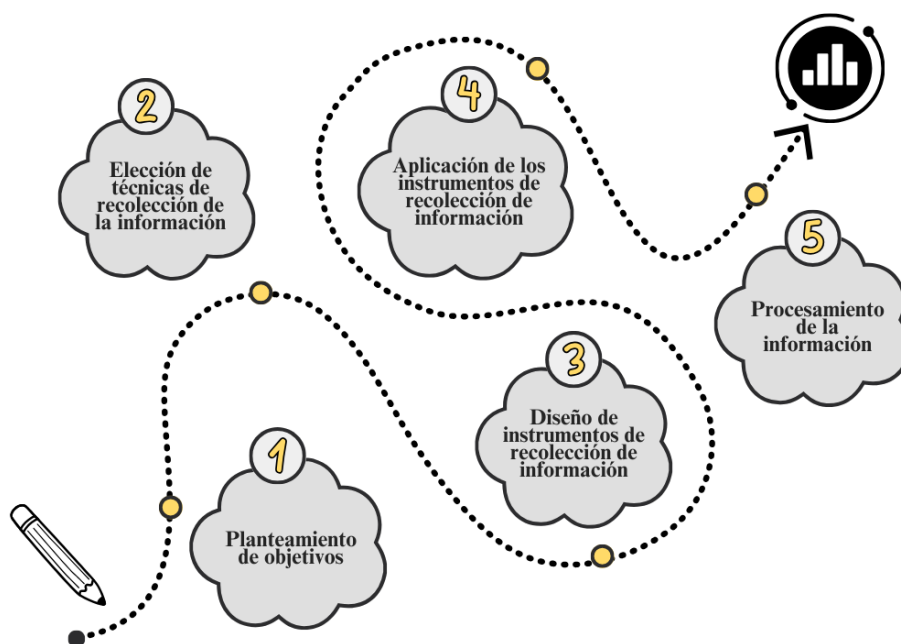 1
Planteamiento
de objetivos
2
Elección de
técnicas de
recolección de
la información
3
Diseño de
instrumentos de
recolección de
información
4
Aplicación de los
instrumentos de
recolección de
información
5
Procesamiento
de la
información